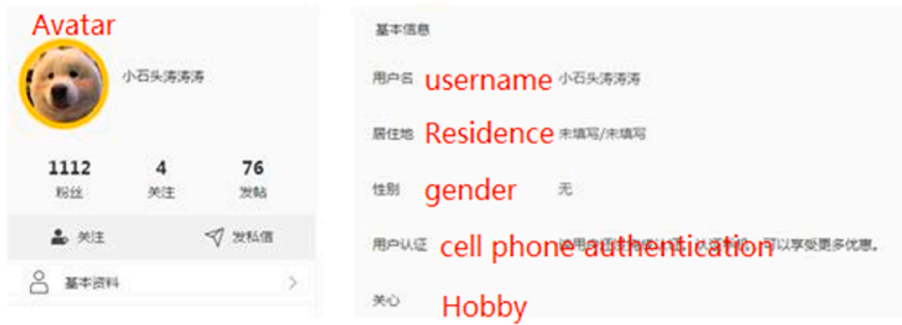 Avatar
小石头涛涛涛
1112 4 76
粉丝 关注 发帖
关注 发私信
基本资料
基本信息
用户名 username 小石头涛涛涛
居住地 Residence 未填写/未填写
性别 gender 无
用户认证 cell phone authentication 可以享受更多优惠。
关心 Hobby